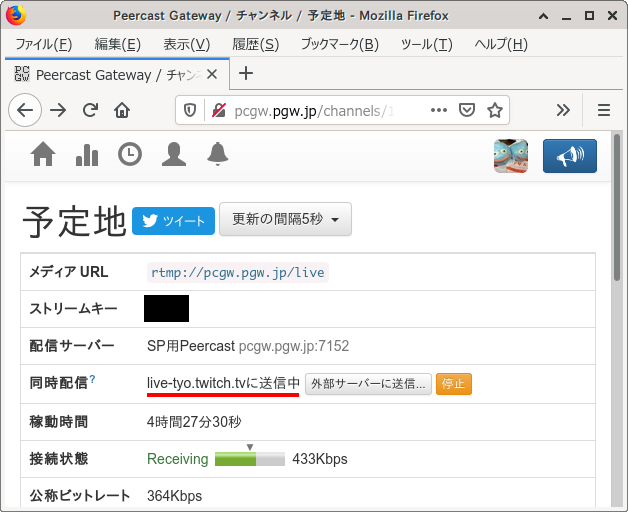 Peercast Gateway / チャンネル / 予定地 - Mozilla Firefox
ファイル(F) 編集(E) 表示(V) 履歴(S) ブックマーク(B) ツール(T) ヘルプ(H)
PCGW Peercast Gateway / チャン
pcgw.pgw.jp/channels/1
予定地 ツイート 更新の間隔5秒
メディア URL rtmp://pcgw.pgw.jp/live
ストリームキー
配信サーバー SP用Peercast pcgw.pgw.jp:7152
同時配信? live-tyo.twitch.tvに送信中 外部サーバーに送信... 停止
稼動時間 4時間27分30秒
接続状態 Receiving 433Kbps
公称ビットレート 364Kbps